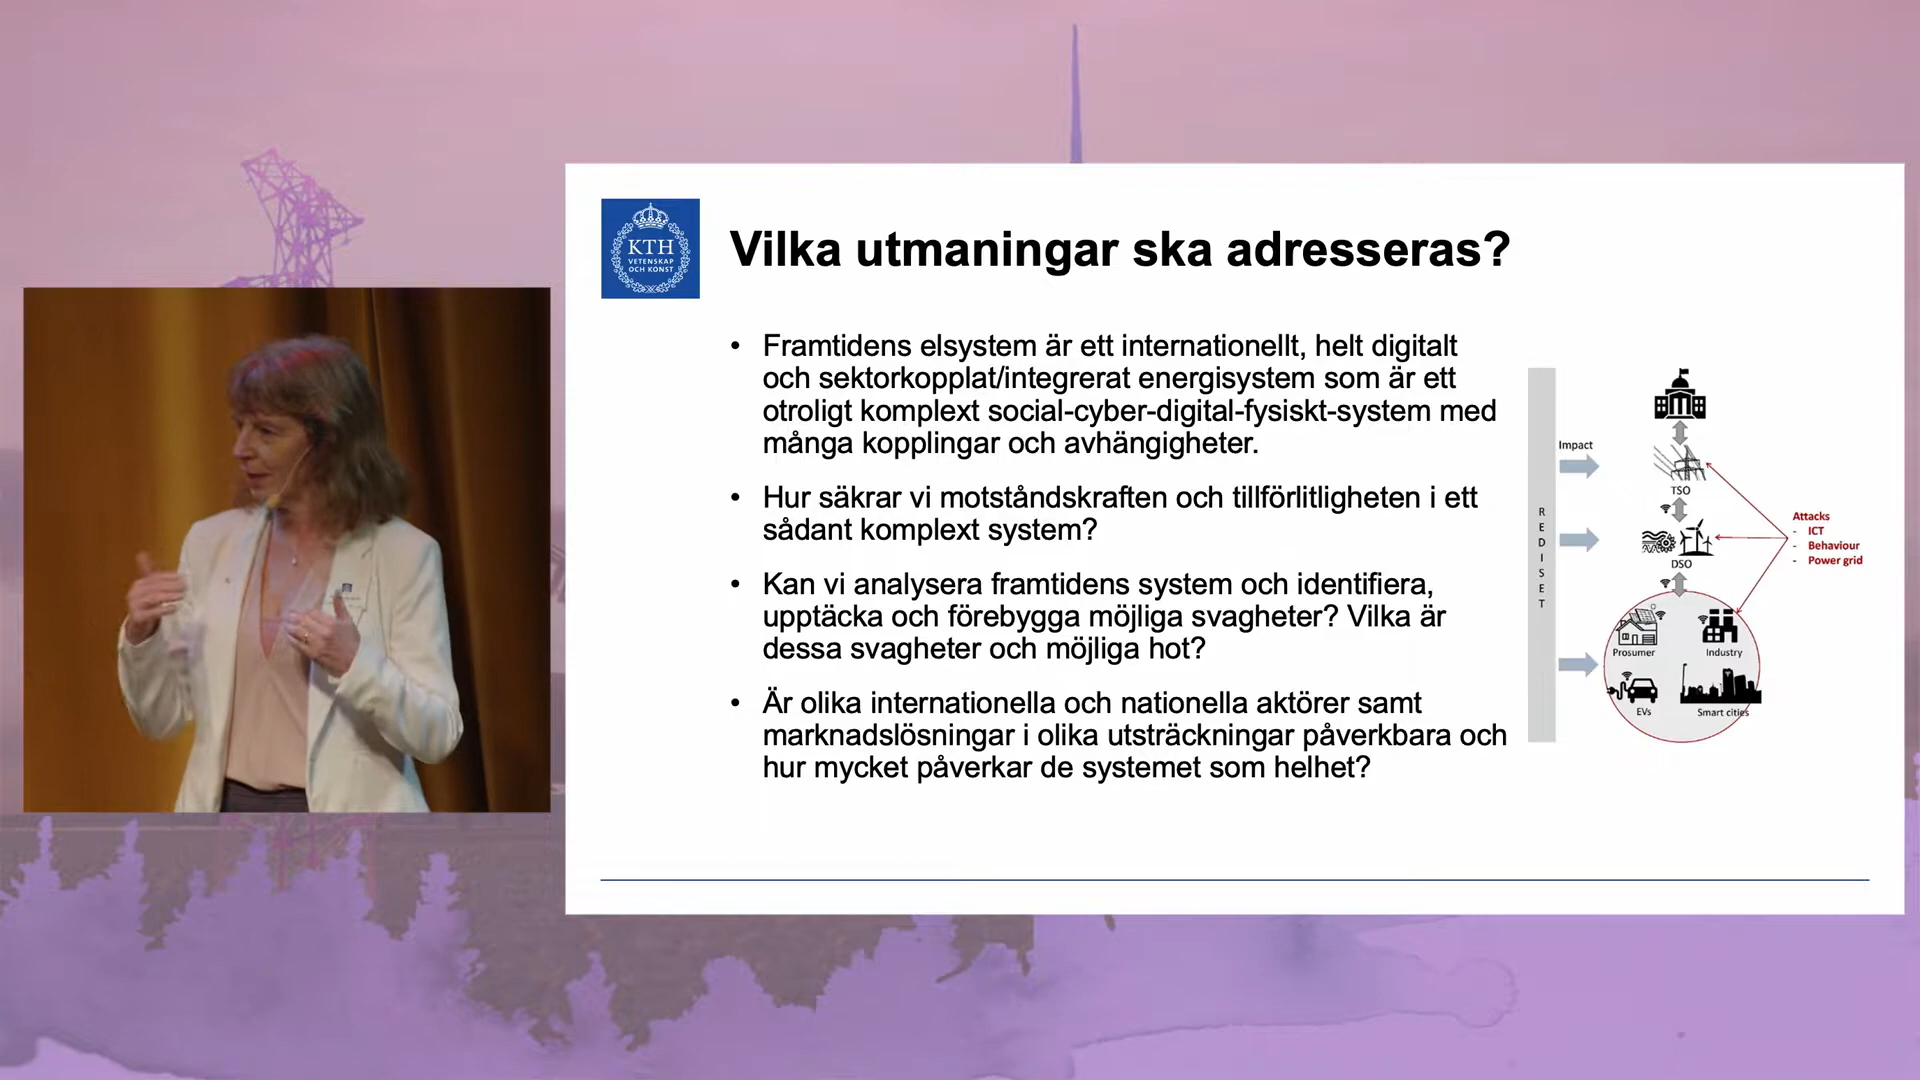 KTH
VETENSKAP
OCH KONST
Vilka utmaningar ska adresseras?
• Framtidens elsystem är ett internationellt, helt digitalt
och sektorkopplat/integrerat energisystem som är ett
otroligt komplext social-cyber-digital-fysiskt-system med
många kopplingar och avhängigheter.
• Hur säkrar vi motståndskraften och tillförlitligheten i ett
sådant komplext system?
• Kan vi analysera framtidens system och identifiera,
upptäcka och förebygga möjliga svagheter? Vilka är
dessa svagheter och möjliga hot?
• Är olika internationella och nationella aktörer samt
marknadslösningar i olika utsträckningar påverkbara och
hur mycket påverkar de systemet som helhet?
REDISET
Impact
TSO
DSO
Prosumer
Industry
EVs
Smart cities
Attacks
- ICT
- Behaviour
- Power grid